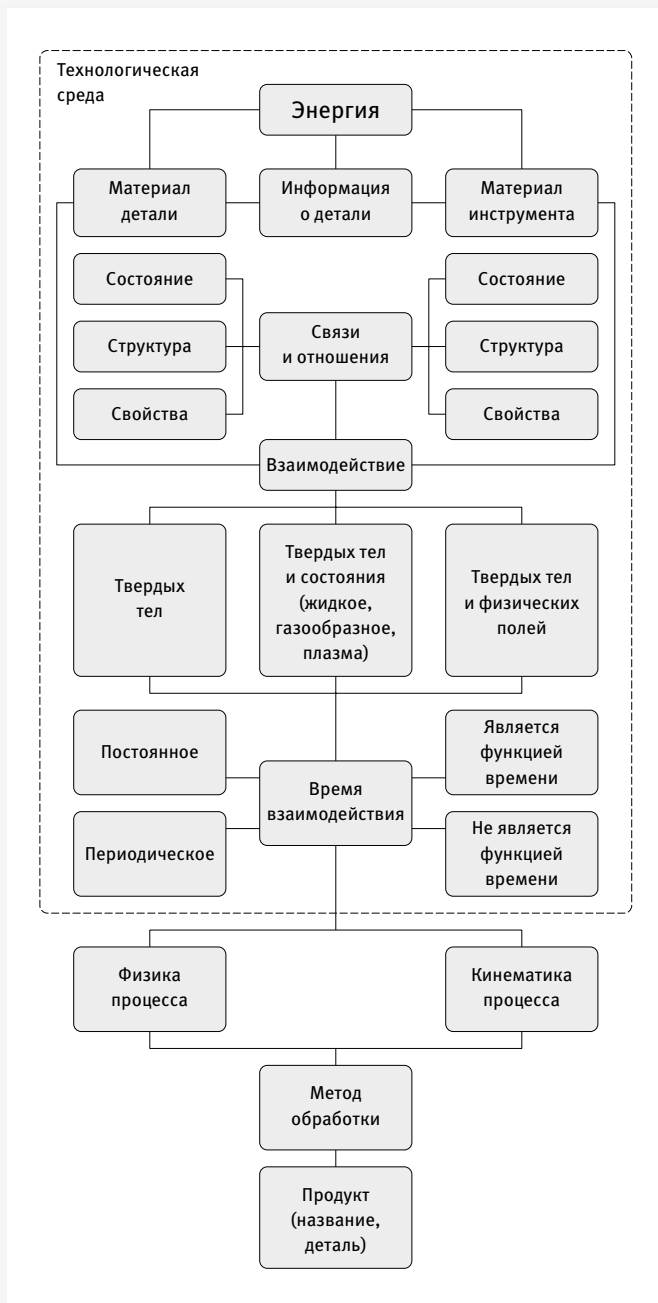 Технологическая
среда
Энергия
Материал
детали
Информация
о детали
Материал
инструмента
Состояние
Структура
Свойства
Связи
и отношения
Состояние
Структура
Свойства
Взаимодействие
Твердых
тел
Твердых тел
и состояния
(жидкое,
газообразное,
плазма)
Твердых тел
и физических
полей
Постоянное
Периодическое
Время
взаимодействия
Является
функцией
времени
Не является
функцией
времени
Физика
процесса
Кинематика
процесса
Метод
обработки
Продукт
(название,
деталь)